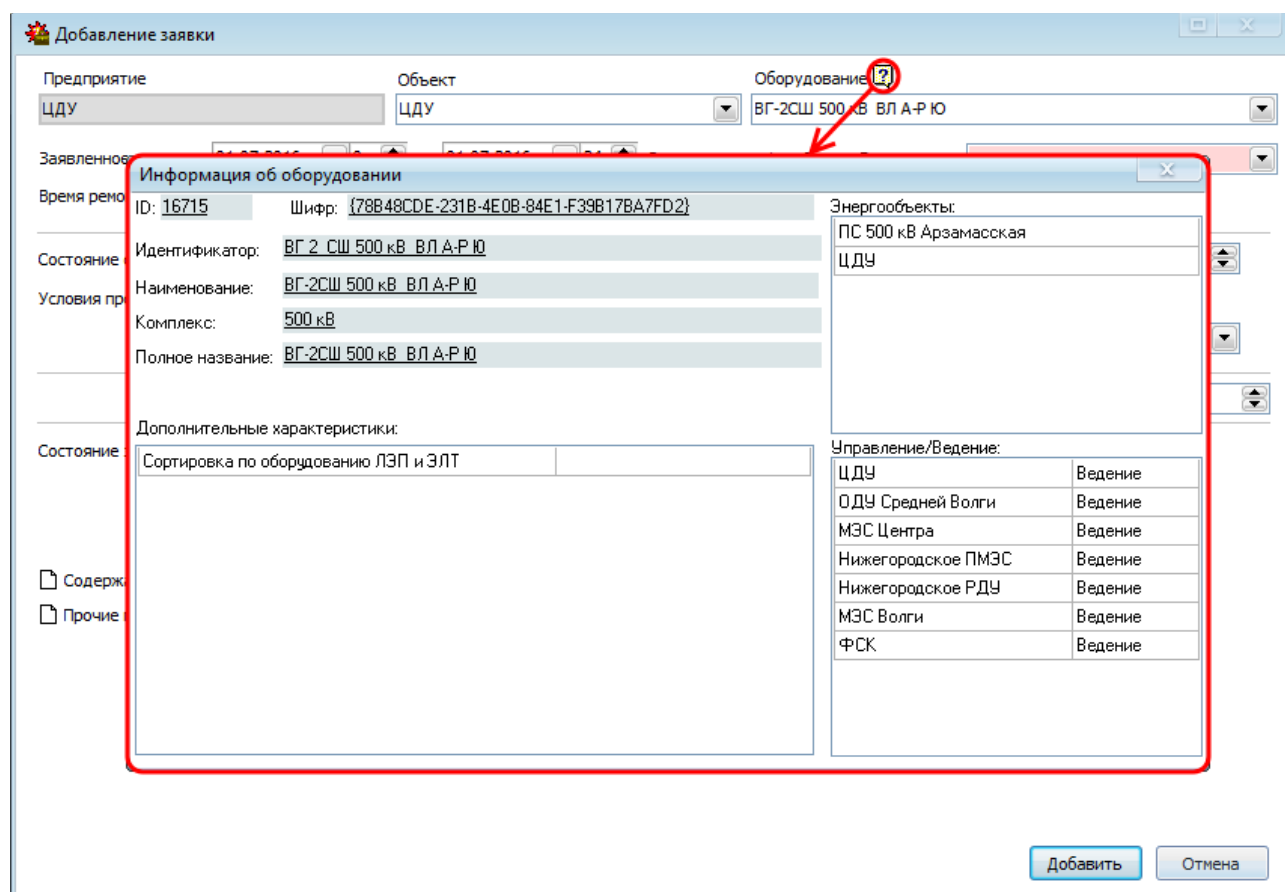 Добавление заявки
Предприятие Объект Оборудование ?
ЦДУ ЦДУ ВГ-2СШ 500 кВ ВЛ А-Р Ю
Заявленное
Время ремо
Состояние
Условия пр
Состояние
Содержа
Прочие
Информация об оборудовании
ID: 16715 Шифр: {78B48CDE-231B-4E0B-84E1-F39B17BA7FD2}
Идентификатор: ВГ 2 СШ 500 кВ ВЛ А-Р Ю
Наименование: ВГ-2СШ 500 кВ ВЛ А-Р Ю
Комплекс: 500 кВ
Полное название: ВГ-2СШ 500 кВ ВЛ А-Р Ю
Дополнительные характеристики:
Сортировка по оборудованию ЛЭП и ЭЛТ
Энергообъекты:
ПС 500 кВ Арзамасская
ЦДУ
Управление/Ведение:
ЦДУ Ведение
ОДУ Средней Волги Ведение
МЭС Центра Ведение
Нижегородское ПМЭС Ведение
Нижегородское РДУ Ведение
МЭС Волги Ведение
ФСК Ведение
Добавить Отмена